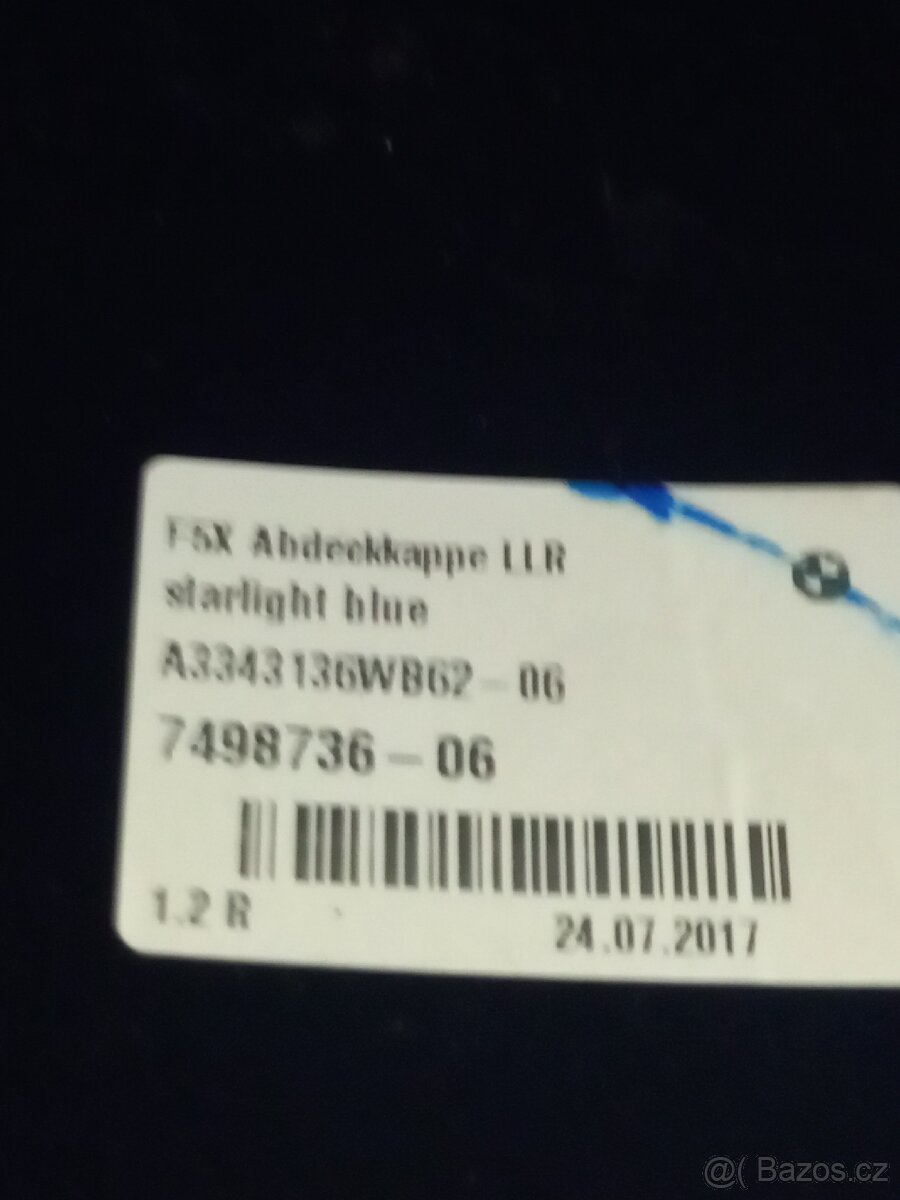 F5X Abdeckkappe LLR
starlight blue
A3343136WB62-06
7498736-06
1.2 R
24.07.2017
@( Bazos.cz